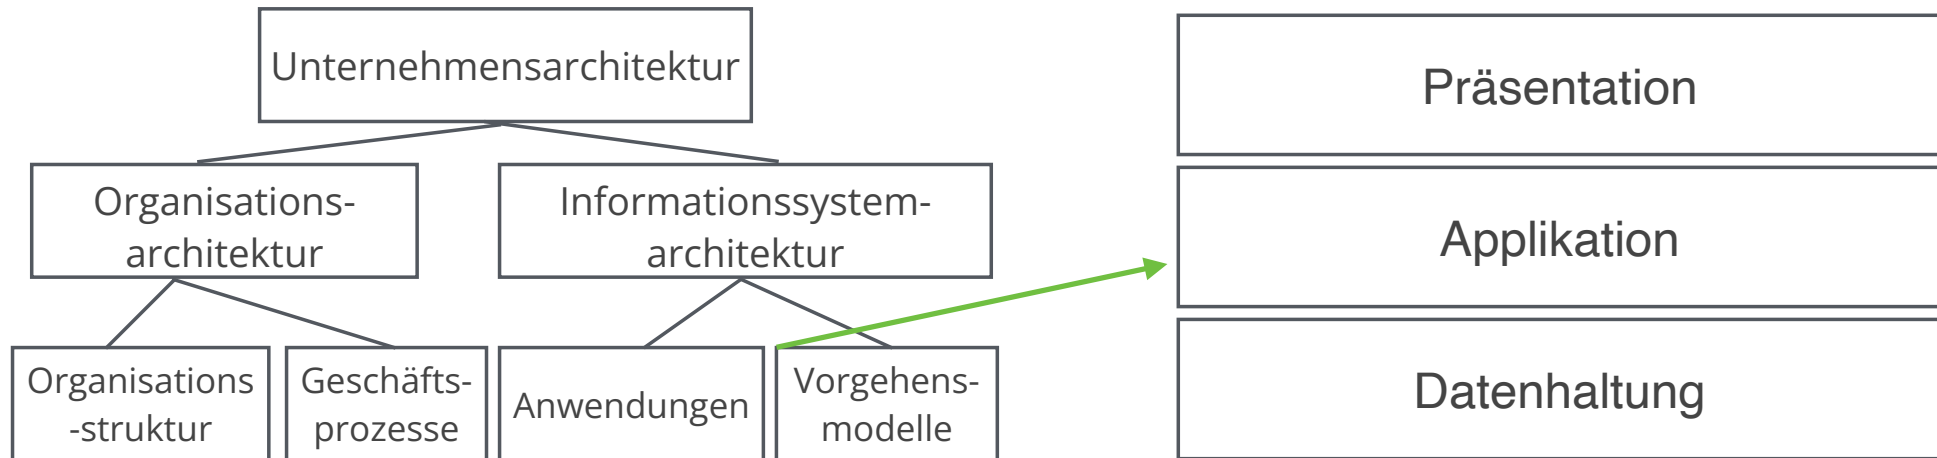 Unternehmensarchitektur
Organisations-
architektur
Informationssystem-
architektur
Organisations
-struktur
Geschäfts-
prozesse
Anwendungen
Vorgehens-
modelle
Präsentation
Applikation
Datenhaltung